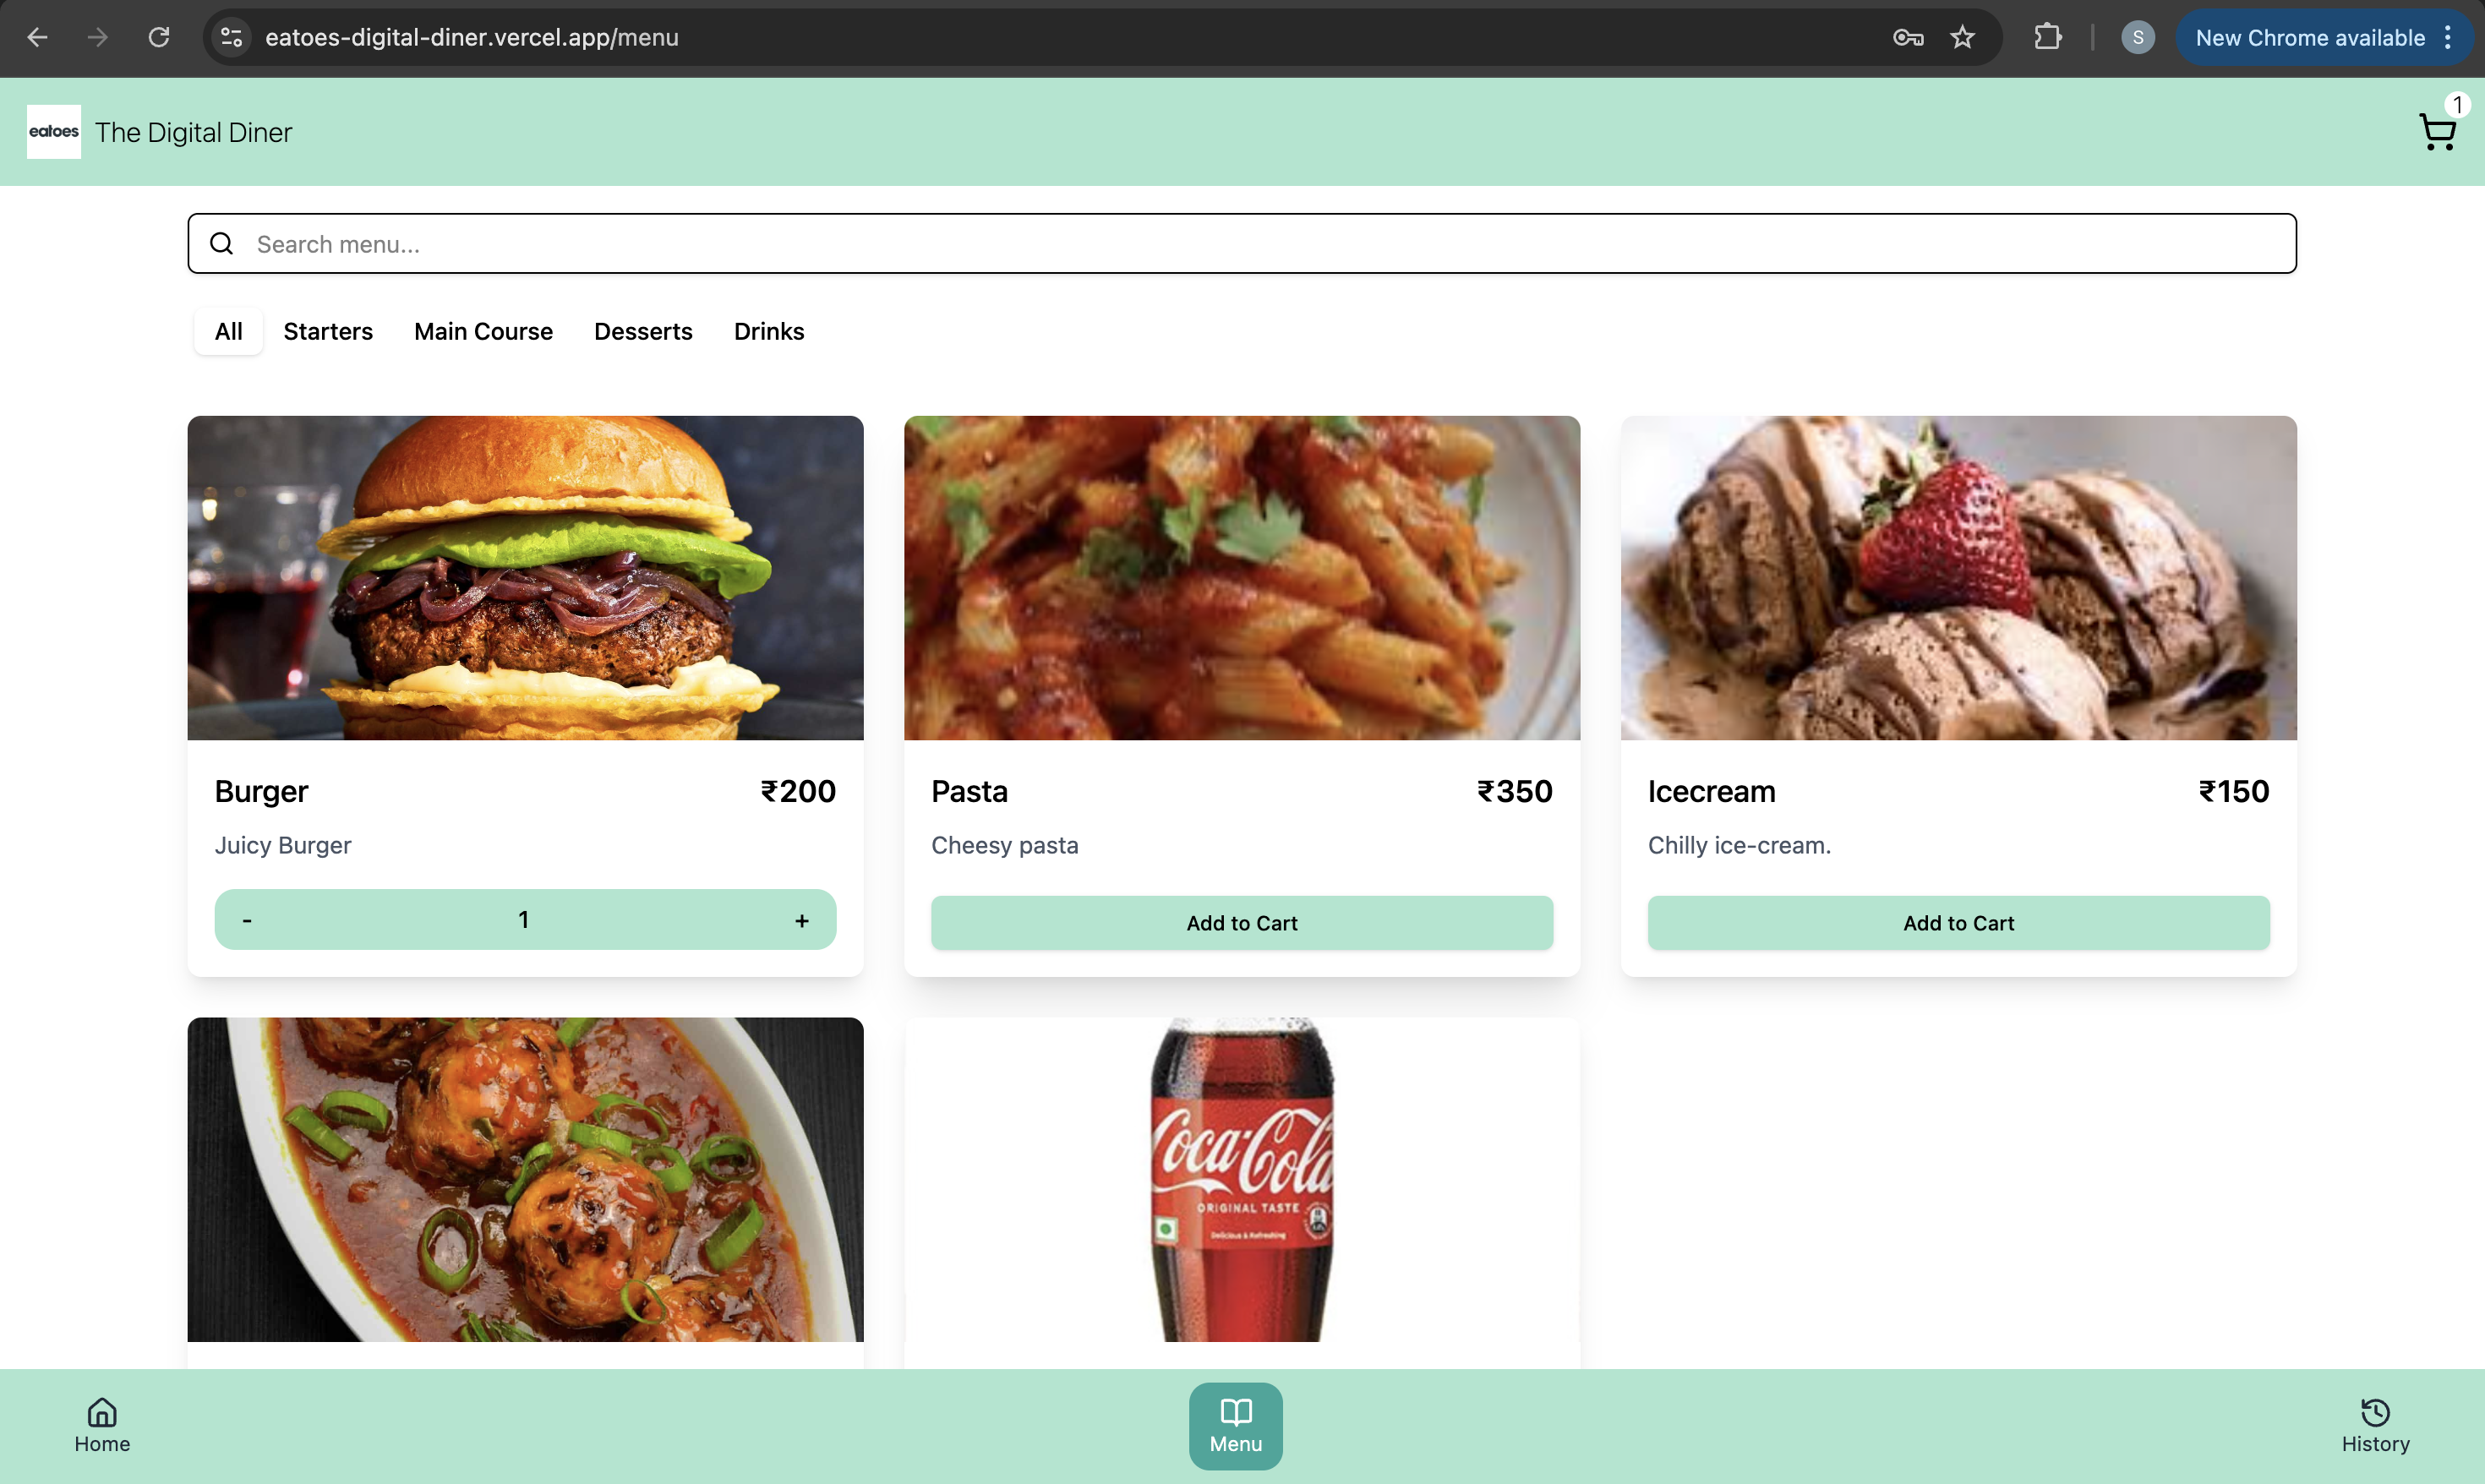 eatoes-digital-diner.vercel.app/menu
S
New Chrome available
eatoes
The Digital Diner
1
Search menu...
All
Starters
Main Course
Desserts
Drinks
Burger
₹200
Juicy Burger
-
1
+
Pasta
₹350
Cheesy pasta
Add to Cart
Icecream
₹150
Chilly ice-cream.
Add to Cart
Coca-Cola
ORIGINAL TASTE
Delicious & Refreshing
Home
Menu
History